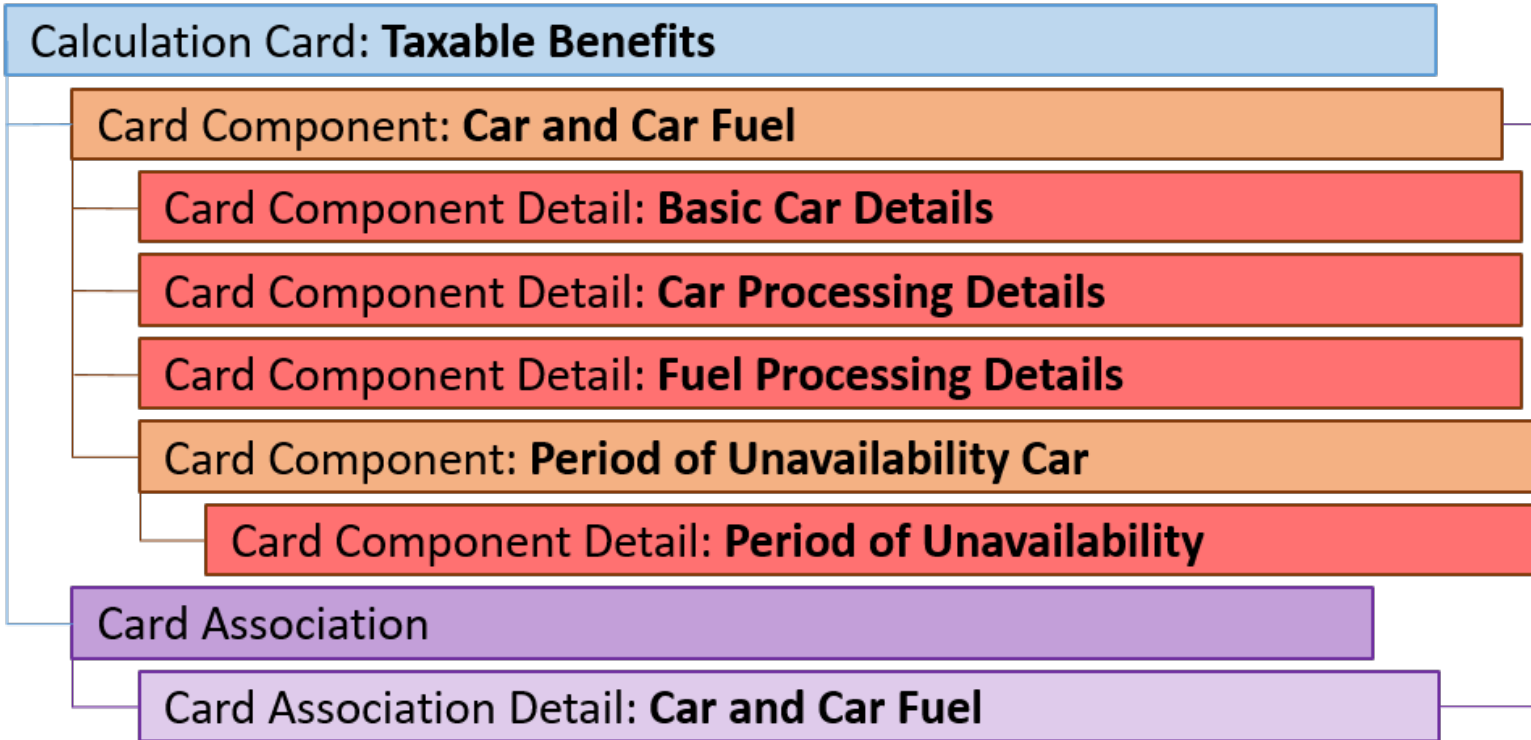 Calculation Card: Taxable Benefits
Card Component: Car and Car Fuel
Card Component Detail: Basic Car Details
Card Component Detail: Car Processing Details
Card Component Detail: Fuel Processing Details
Card Component: Period of Unavailability Car
Card Component Detail: Period of Unavailability
Card Association
Card Association Detail: Car and Car Fuel